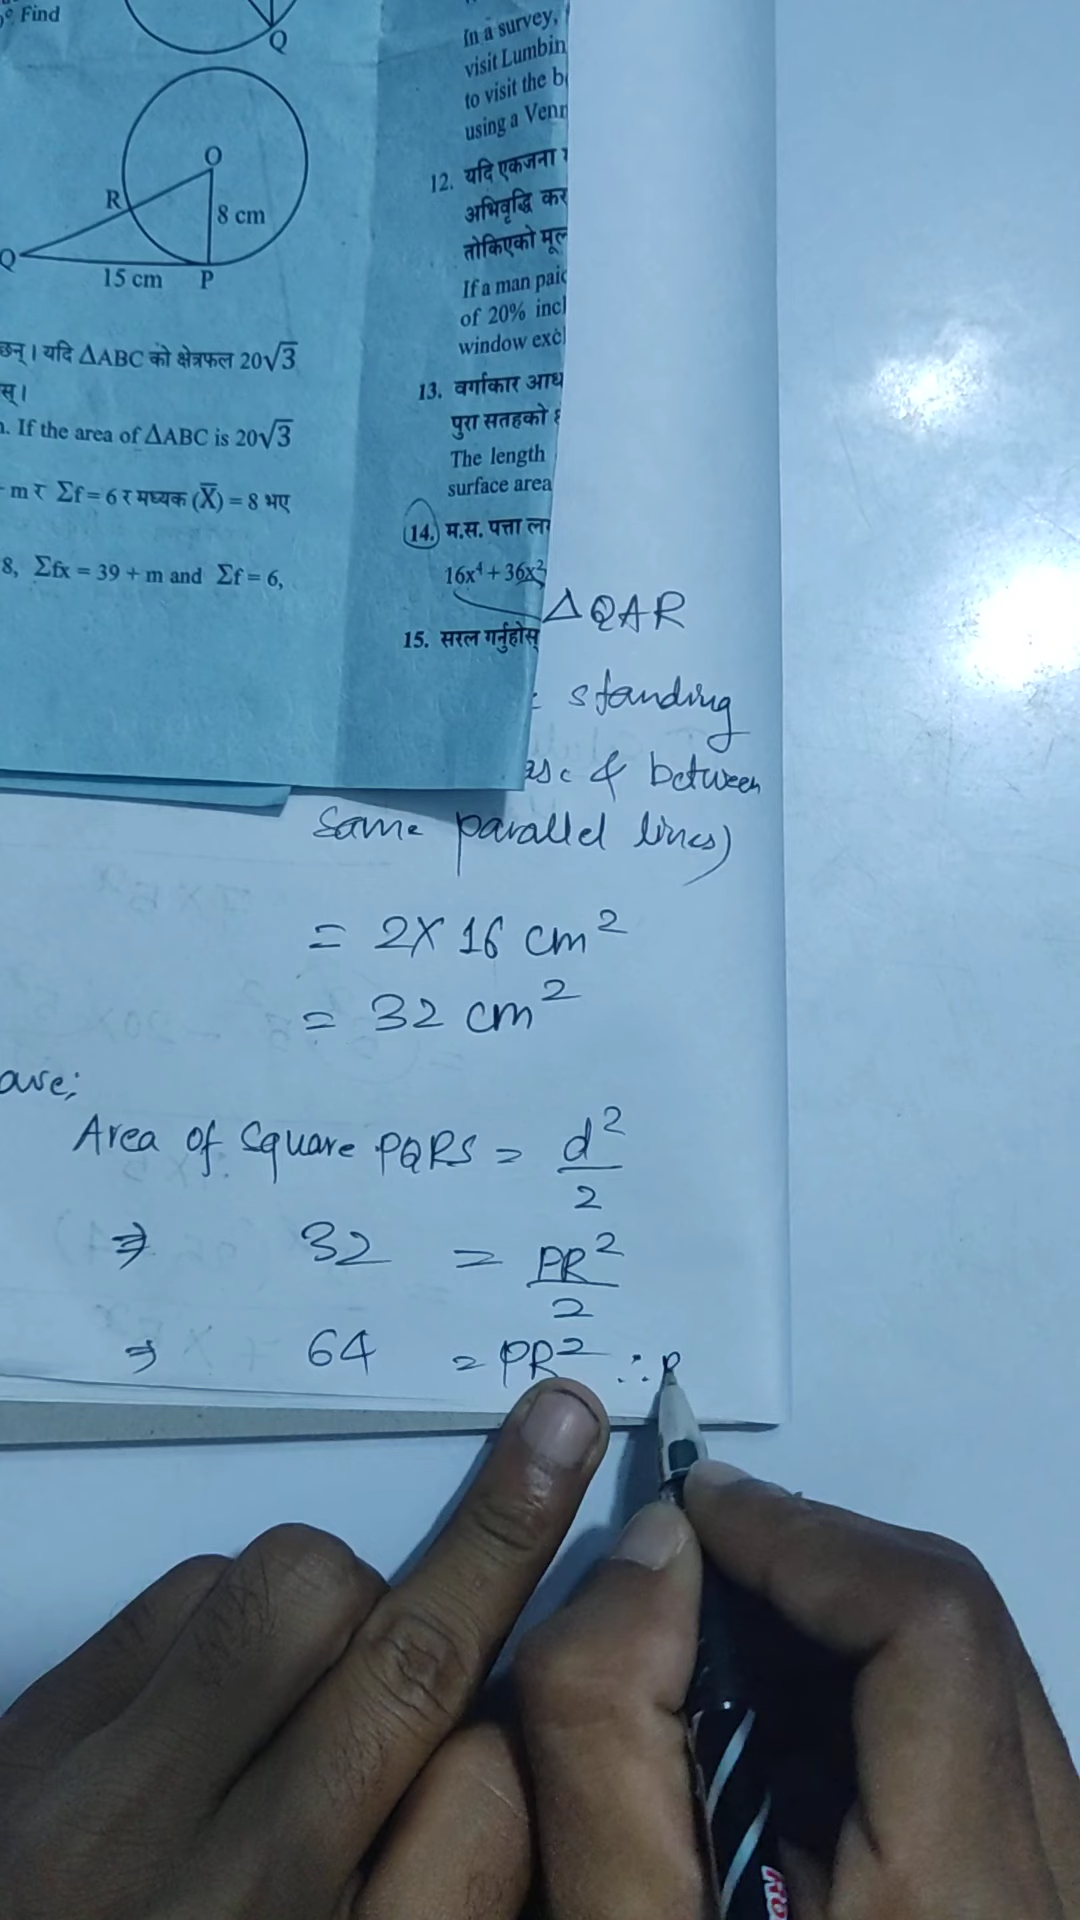 ° Find
Q
O
R
8 cm
Q
15 cm P
छन् । यदि ΔABC को क्षेत्रफल 20√3
स् ।
. If the area of ΔABC is 20√3
m र Σf = 6 र मध्यक (X̅) = 8 भए
8, Σfx = 39 + m and Σf = 6,
In a survey,
visit Lumbin
to visit the b
using a Venn
12. यदि एकजना
अभिवृद्धि कर
तोकिएको मूल
If a man paid
of 20% incl
window excl
13. वर्गाकार आध
पुरा सतहको
The length
surface area
14. म.स. पत्ता ल
16x⁴ + 36x²
15. सरल गर्नुहोस्
ΔQAR
standing
ase & between
same parallel lines)
= 2 × 16 cm²
= 32 cm²
ave;
Area of square PQRS = d²/2
⇒ 32 = PR²/2
⇒ 64 = PR² ∴ P